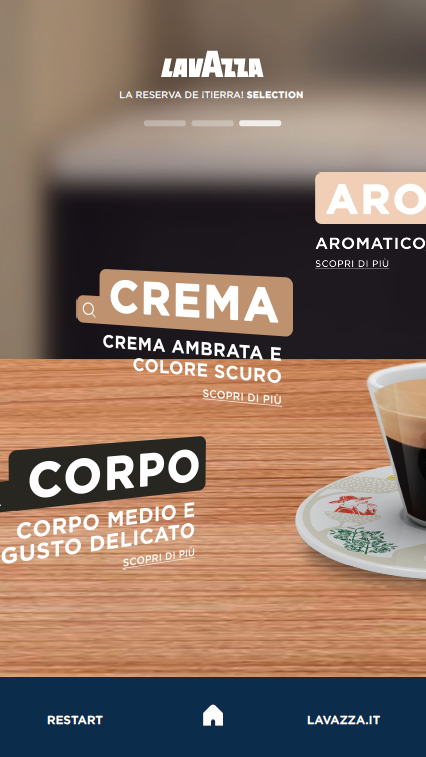 LAVAZZA
LA RESERVA DE ¡TIERRA! SELECTION
ARO
AROMATICO
SCOPRI DI PIÙ
CREMA
CREMA AMBRATA E
COLORE SCURO
SCOPRI DI PIÙ
CORPO
CORPO MEDIO E
GUSTO DELICATO
SCOPRI DI PIÙ
RESTART
LAVAZZA.IT